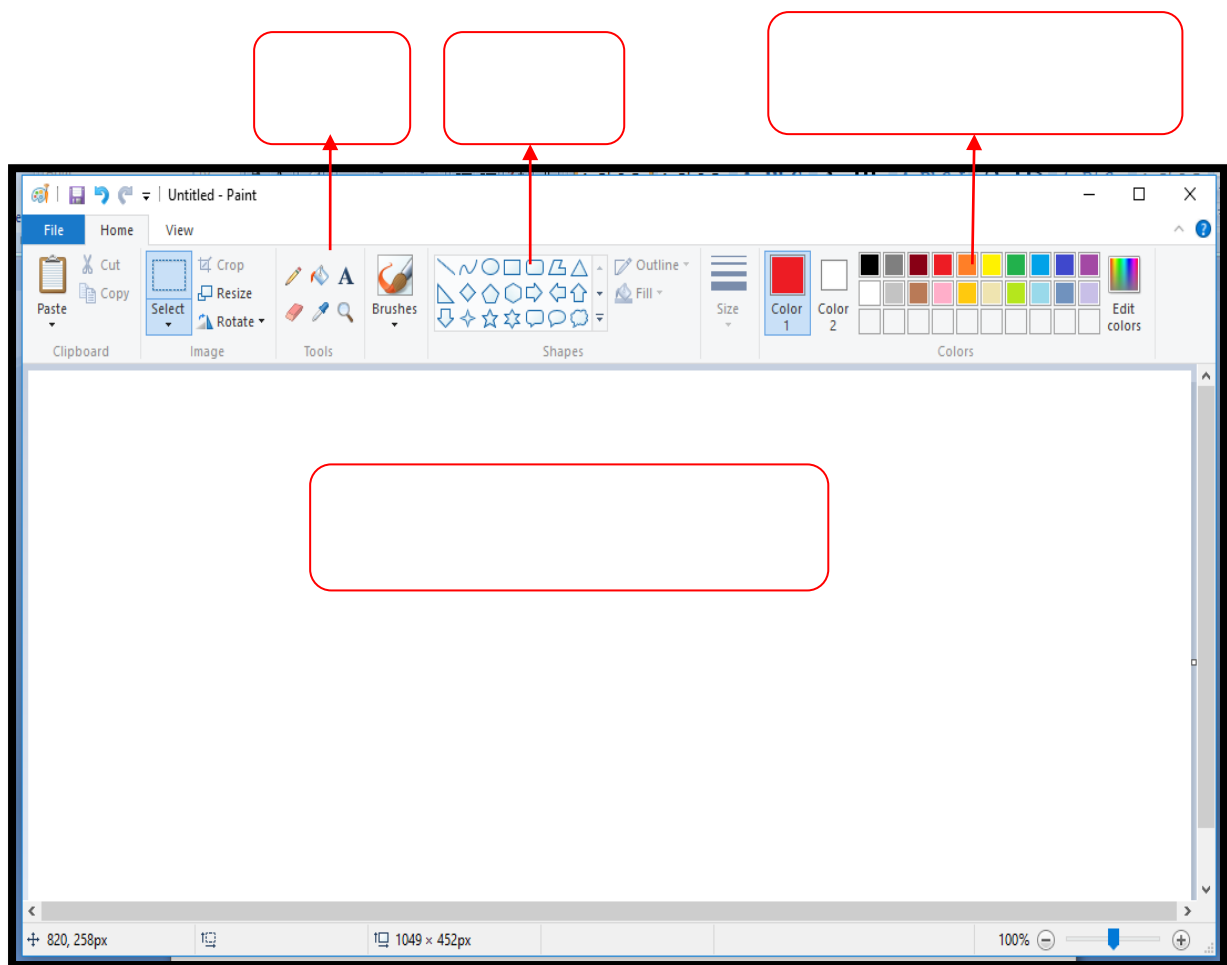 Untitled - Paint
File Home View
Cut Crop Outline
Copy Resize Fill
Paste Select Rotate Brushes Size Color 1 Color 2 Edit colors
Clipboard Image Tools Shapes Colors
820, 258px 1049 × 452px 100%